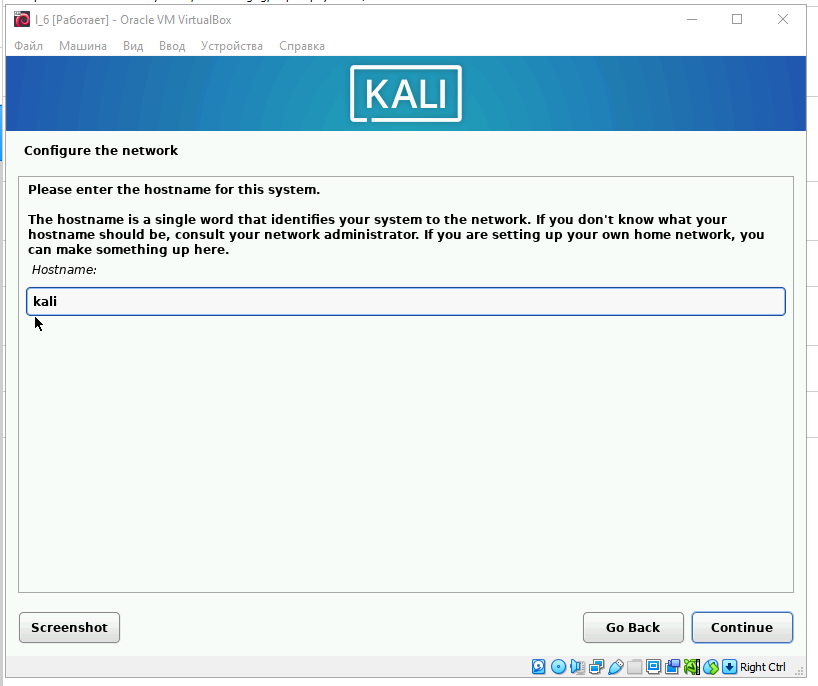 l_6 [Работает] - Oracle VM VirtualBox
Файл Машина Вид Ввод Устройства Справка
KALI
Configure the network
Please enter the hostname for this system.
The hostname is a single word that identifies your system to the network. If you don't know what your
hostname should be, consult your network administrator. If you are setting up your own home network, you
can make something up here.
Hostname:
kali
Screenshot Go Back Continue
Right Ctrl